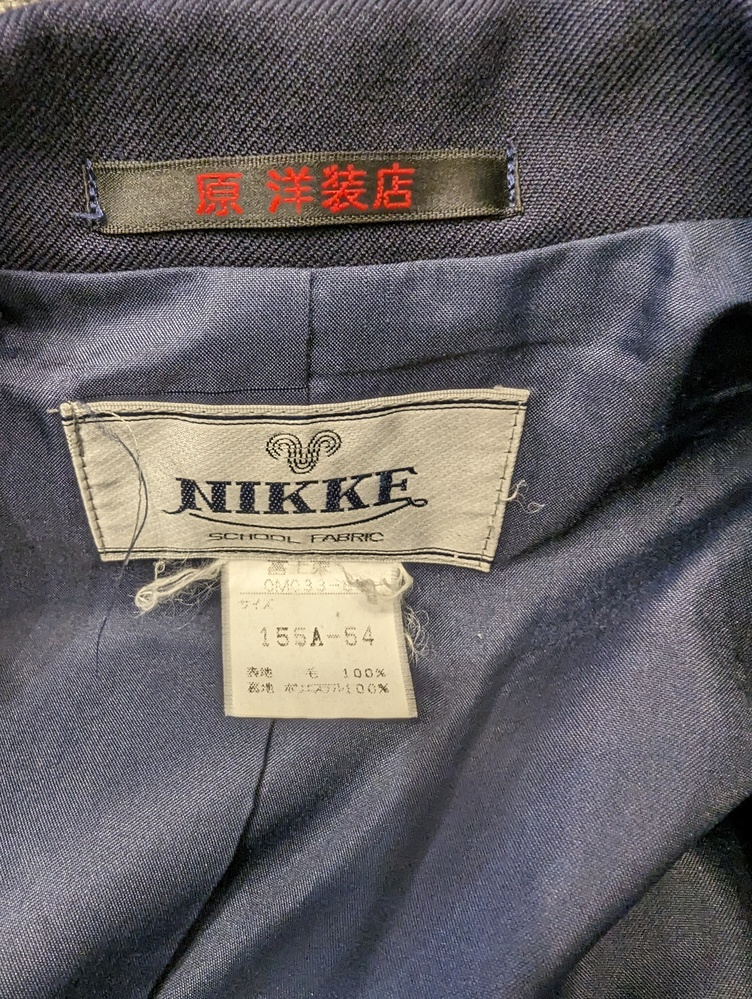 原 洋装店
NIKKE
SCHOOL FABRIC
サイズ
155A-64
表地 毛 100%
裏地 ポリエステル100%